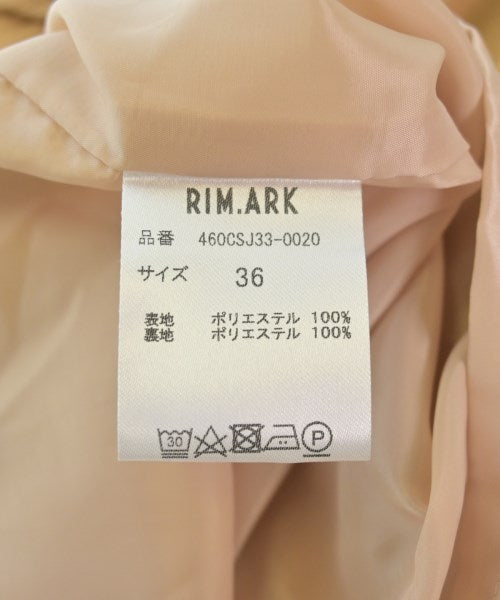 RIM.ARK
品番 460CSJ33-0020
サイズ 36
表地 ポリエステル 100%
裏地 ポリエステル 100%
30 P